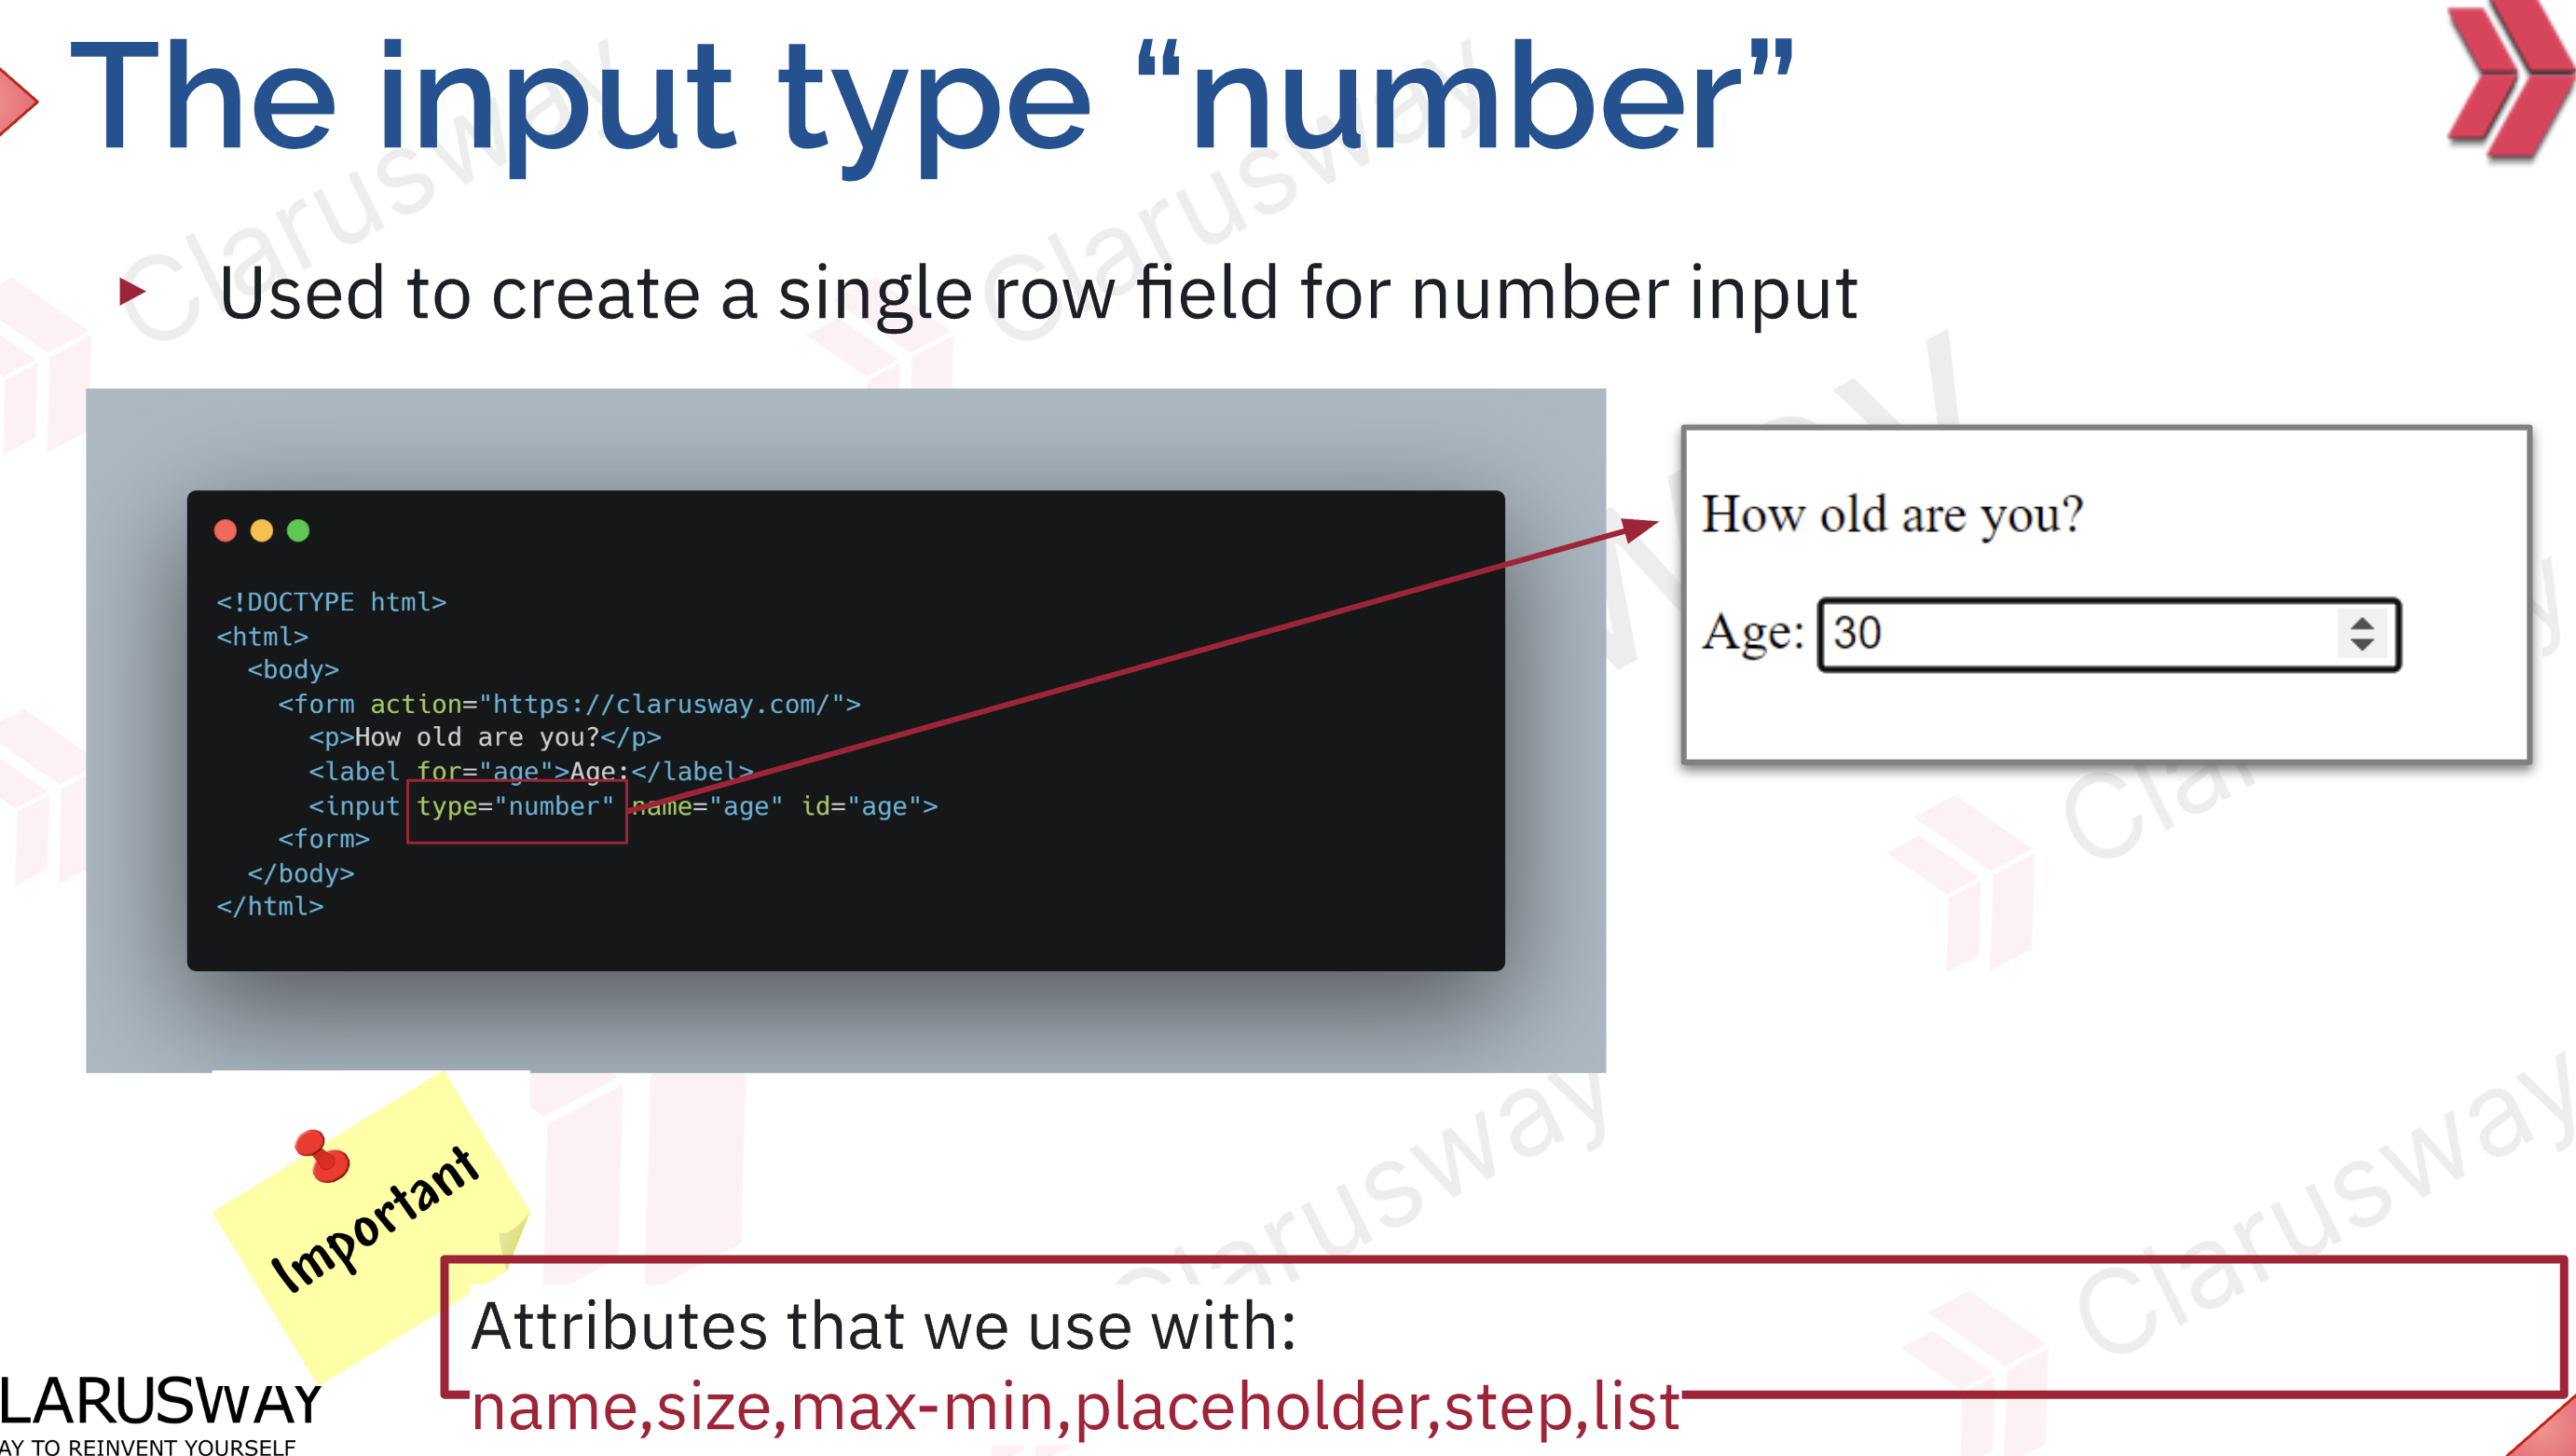 The input type “number”
Used to create a single row field for number input
<!DOCTYPE html>
<html>
<body>
<form action="https://clarusway.com/">
<p>How old are you?</p>
<label for="age">Age:</label>
<input type="number" name="age" id="age">
<form>
</body>
</html>
How old are you?
Age: 30
Important
Attributes that we use with:
name,size,max-min,placeholder,step,list
LARUSWAY
AY TO REINVENT YOURSELF
Clarusway
Clarusway
Clarusway
Clarusway